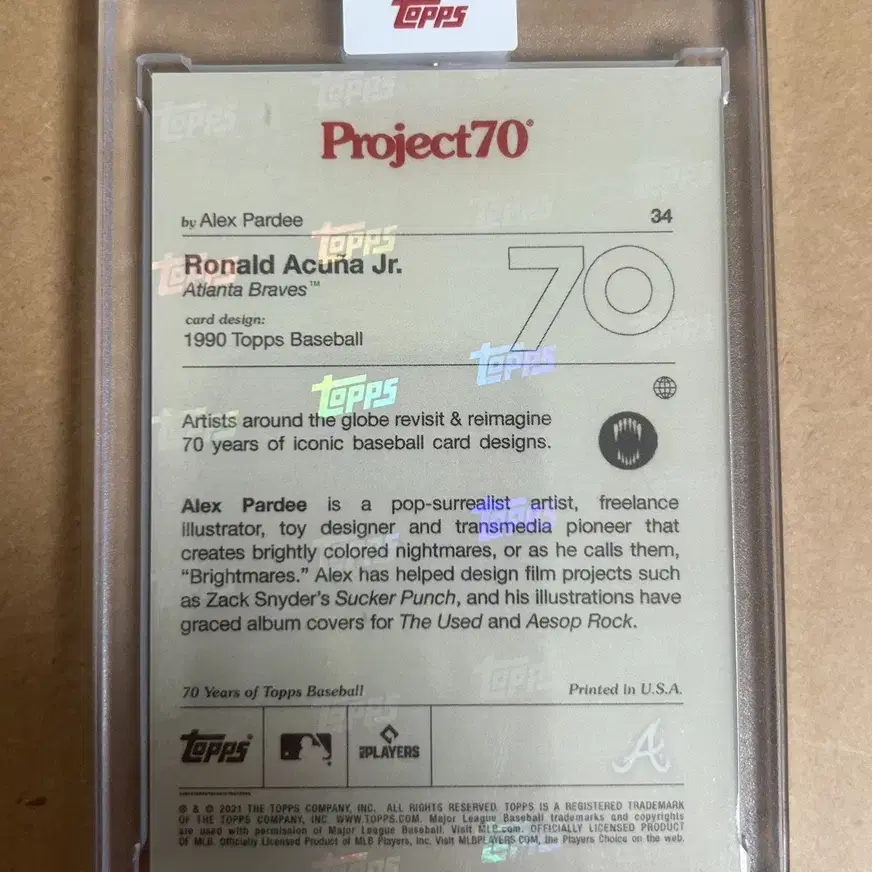 Topps
Project70®
by Alex Pardee
34
Ronald Acuña Jr.
Atlanta Braves™
70
card design:
1990 Topps Baseball
Artists around the globe revisit & reimagine
70 years of iconic baseball card designs.
Alex Pardee is a pop-surrealist artist, freelance
illustrator, toy designer and transmedia pioneer that
creates brightly colored nightmares, or as he calls them,
“Brightmares.” Alex has helped design film projects such
as Zack Snyder’s Sucker Punch, and his illustrations have
graced album covers for The Used and Aesop Rock.
70 Years of Topps Baseball
Printed in U.S.A.
Topps
PLAYERS
A
® & © 2021 THE TOPPS COMPANY, INC. ALL RIGHTS RESERVED. TOPPS IS A REGISTERED TRADEMARK
OF THE TOPPS COMPANY, INC. WWW.TOPPS.COM. Major League Baseball trademarks and copyrights
are used with permission of Major League Baseball. Visit MLB.com. OFFICIALLY LICENSED PRODUCT
OF MLB. Officially Licensed Product of MLB Players, Inc. Visit MLBPLAYERS.COM, the Players Choice on the web.